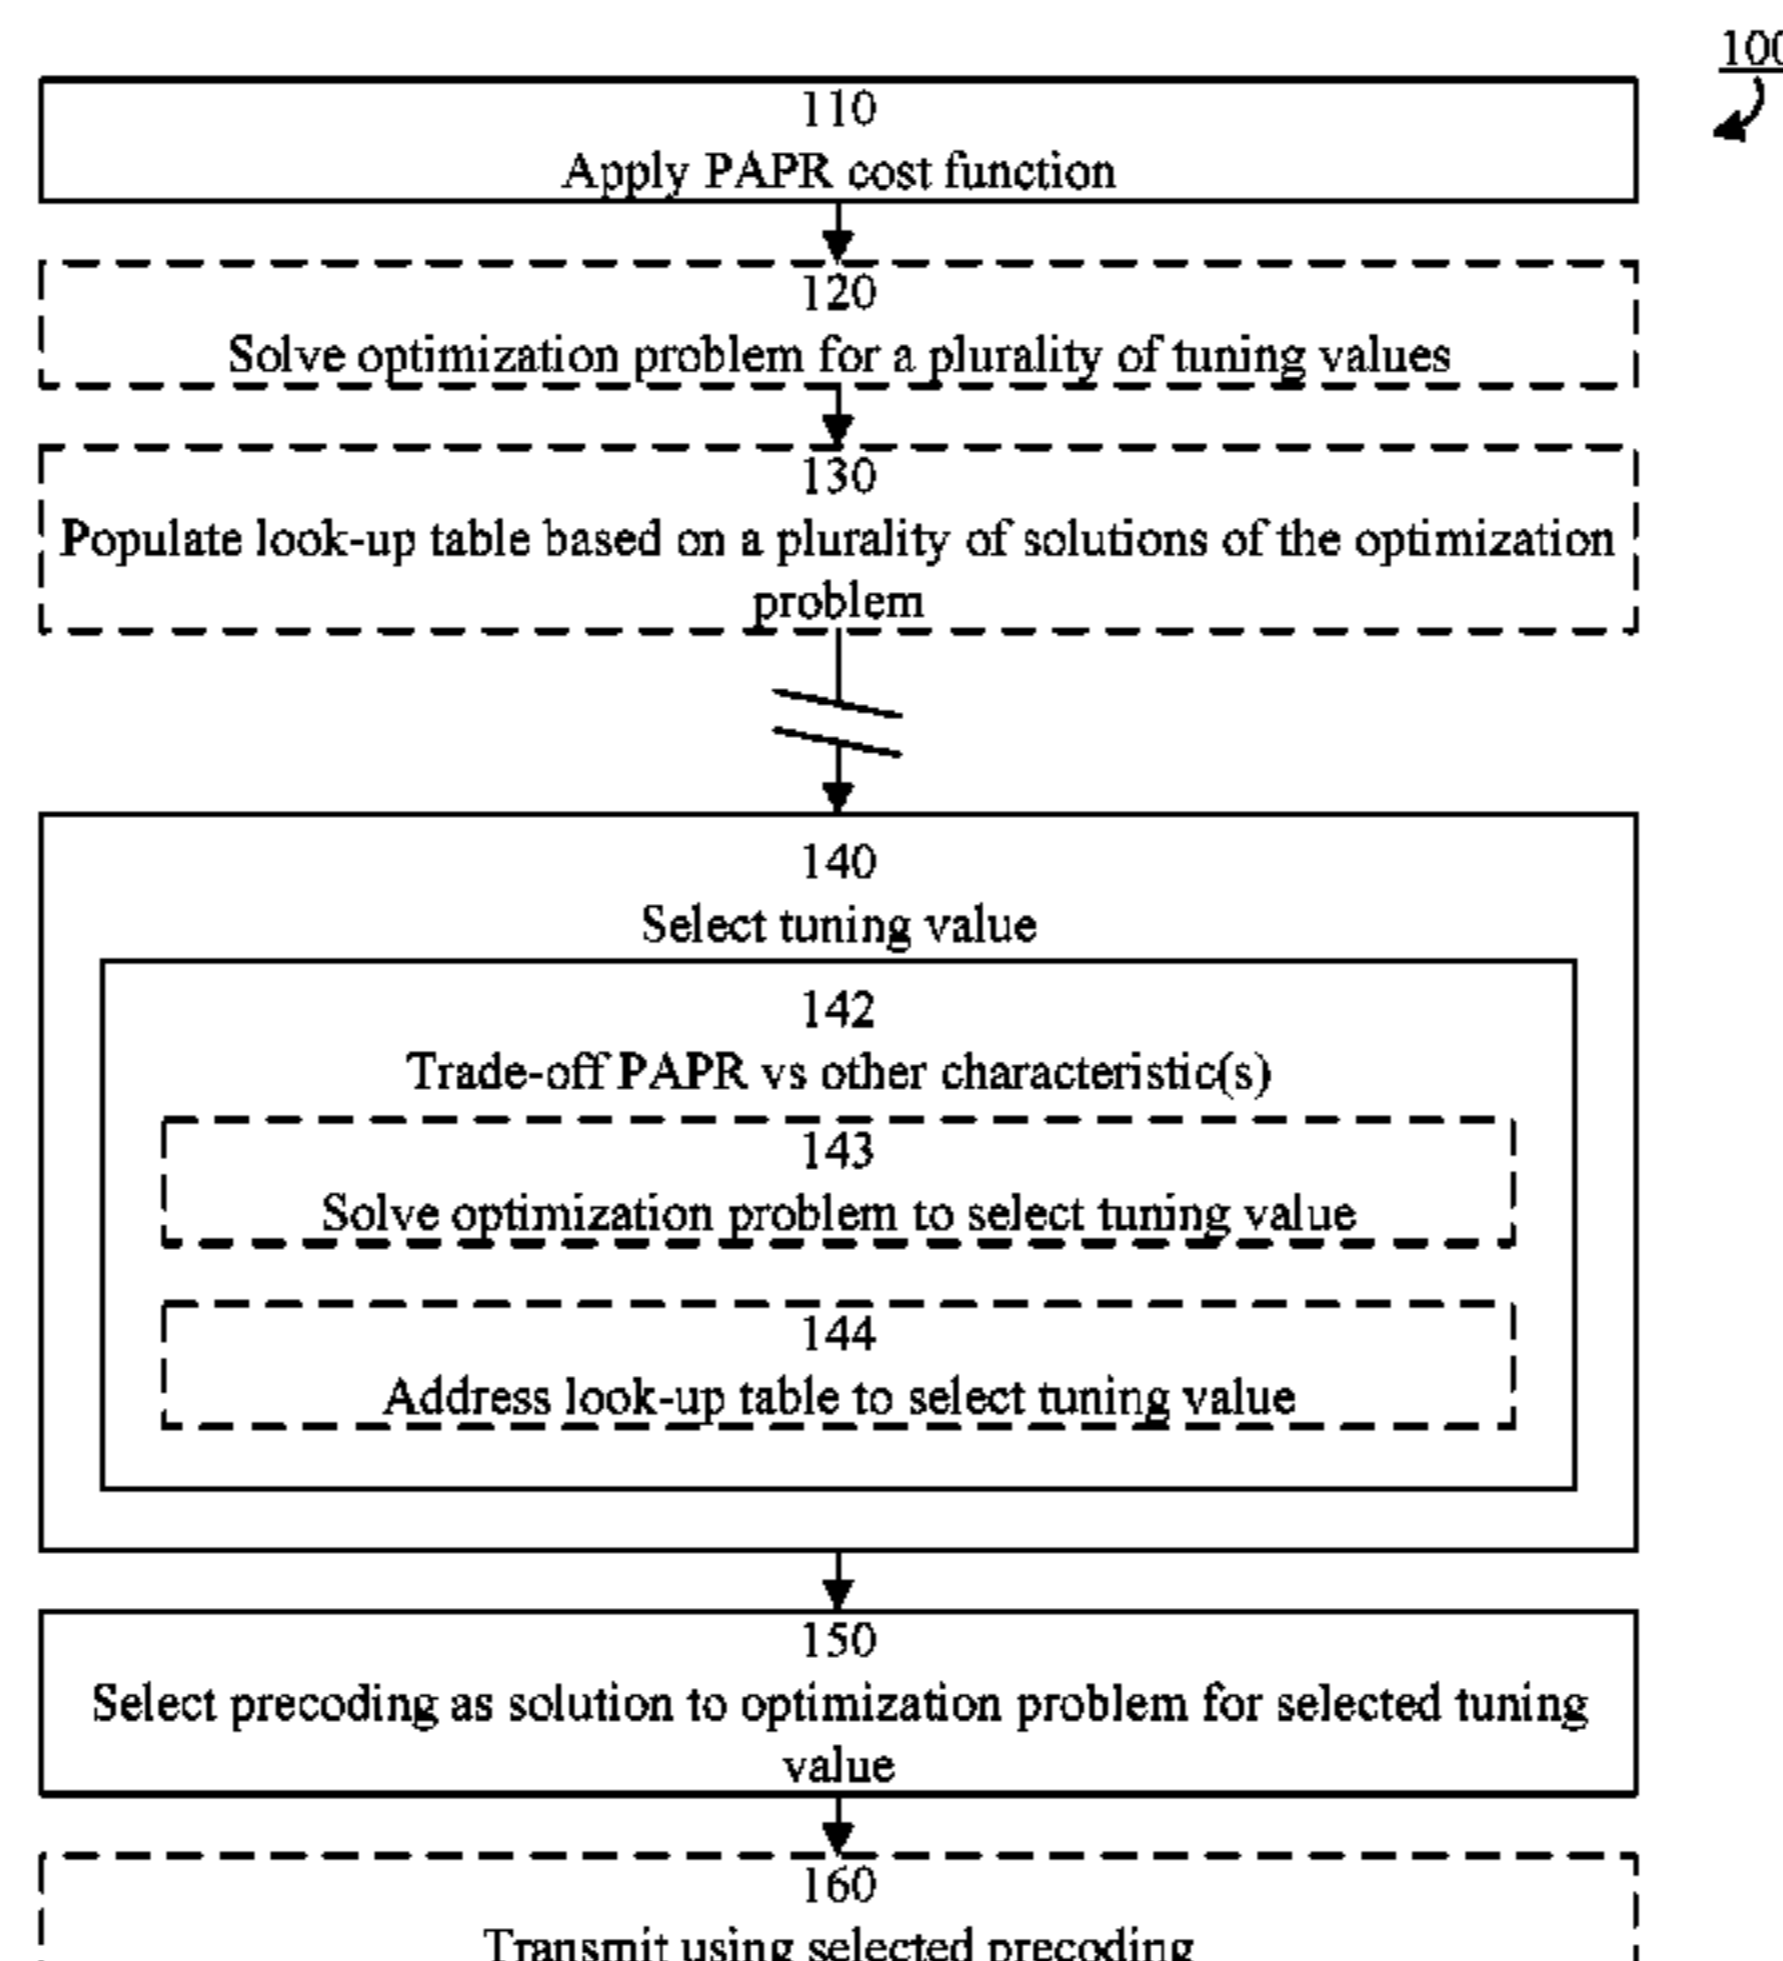 100
110
Apply PAPR cost function
120
Solve optimization problem for a plurality of tuning values
130
Populate look-up table based on a plurality of solutions of the optimization
problem
140
Select tuning value
142
Trade-off PAPR vs other characteristic(s)
143
Solve optimization problem to select tuning value
144
Address look-up table to select tuning value
150
Select precoding as solution to optimization problem for selected tuning
value
160
Transmit using selected precoding